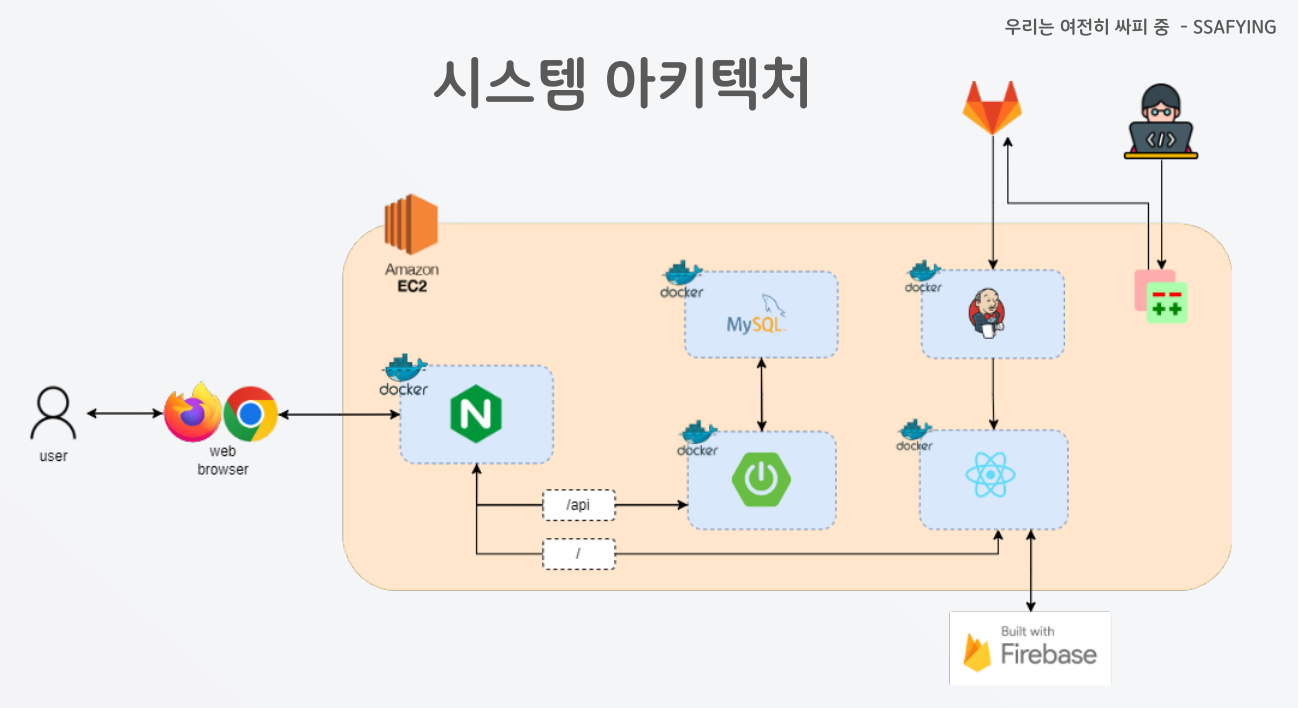 우리는 여전히 싸피 중 - SSAFYING
시스템 아키텍처
</>
Amazon
EC2
docker
MySQL
docker
docker
N
docker
docker
user
web
browser
/api
/
Built with
Firebase